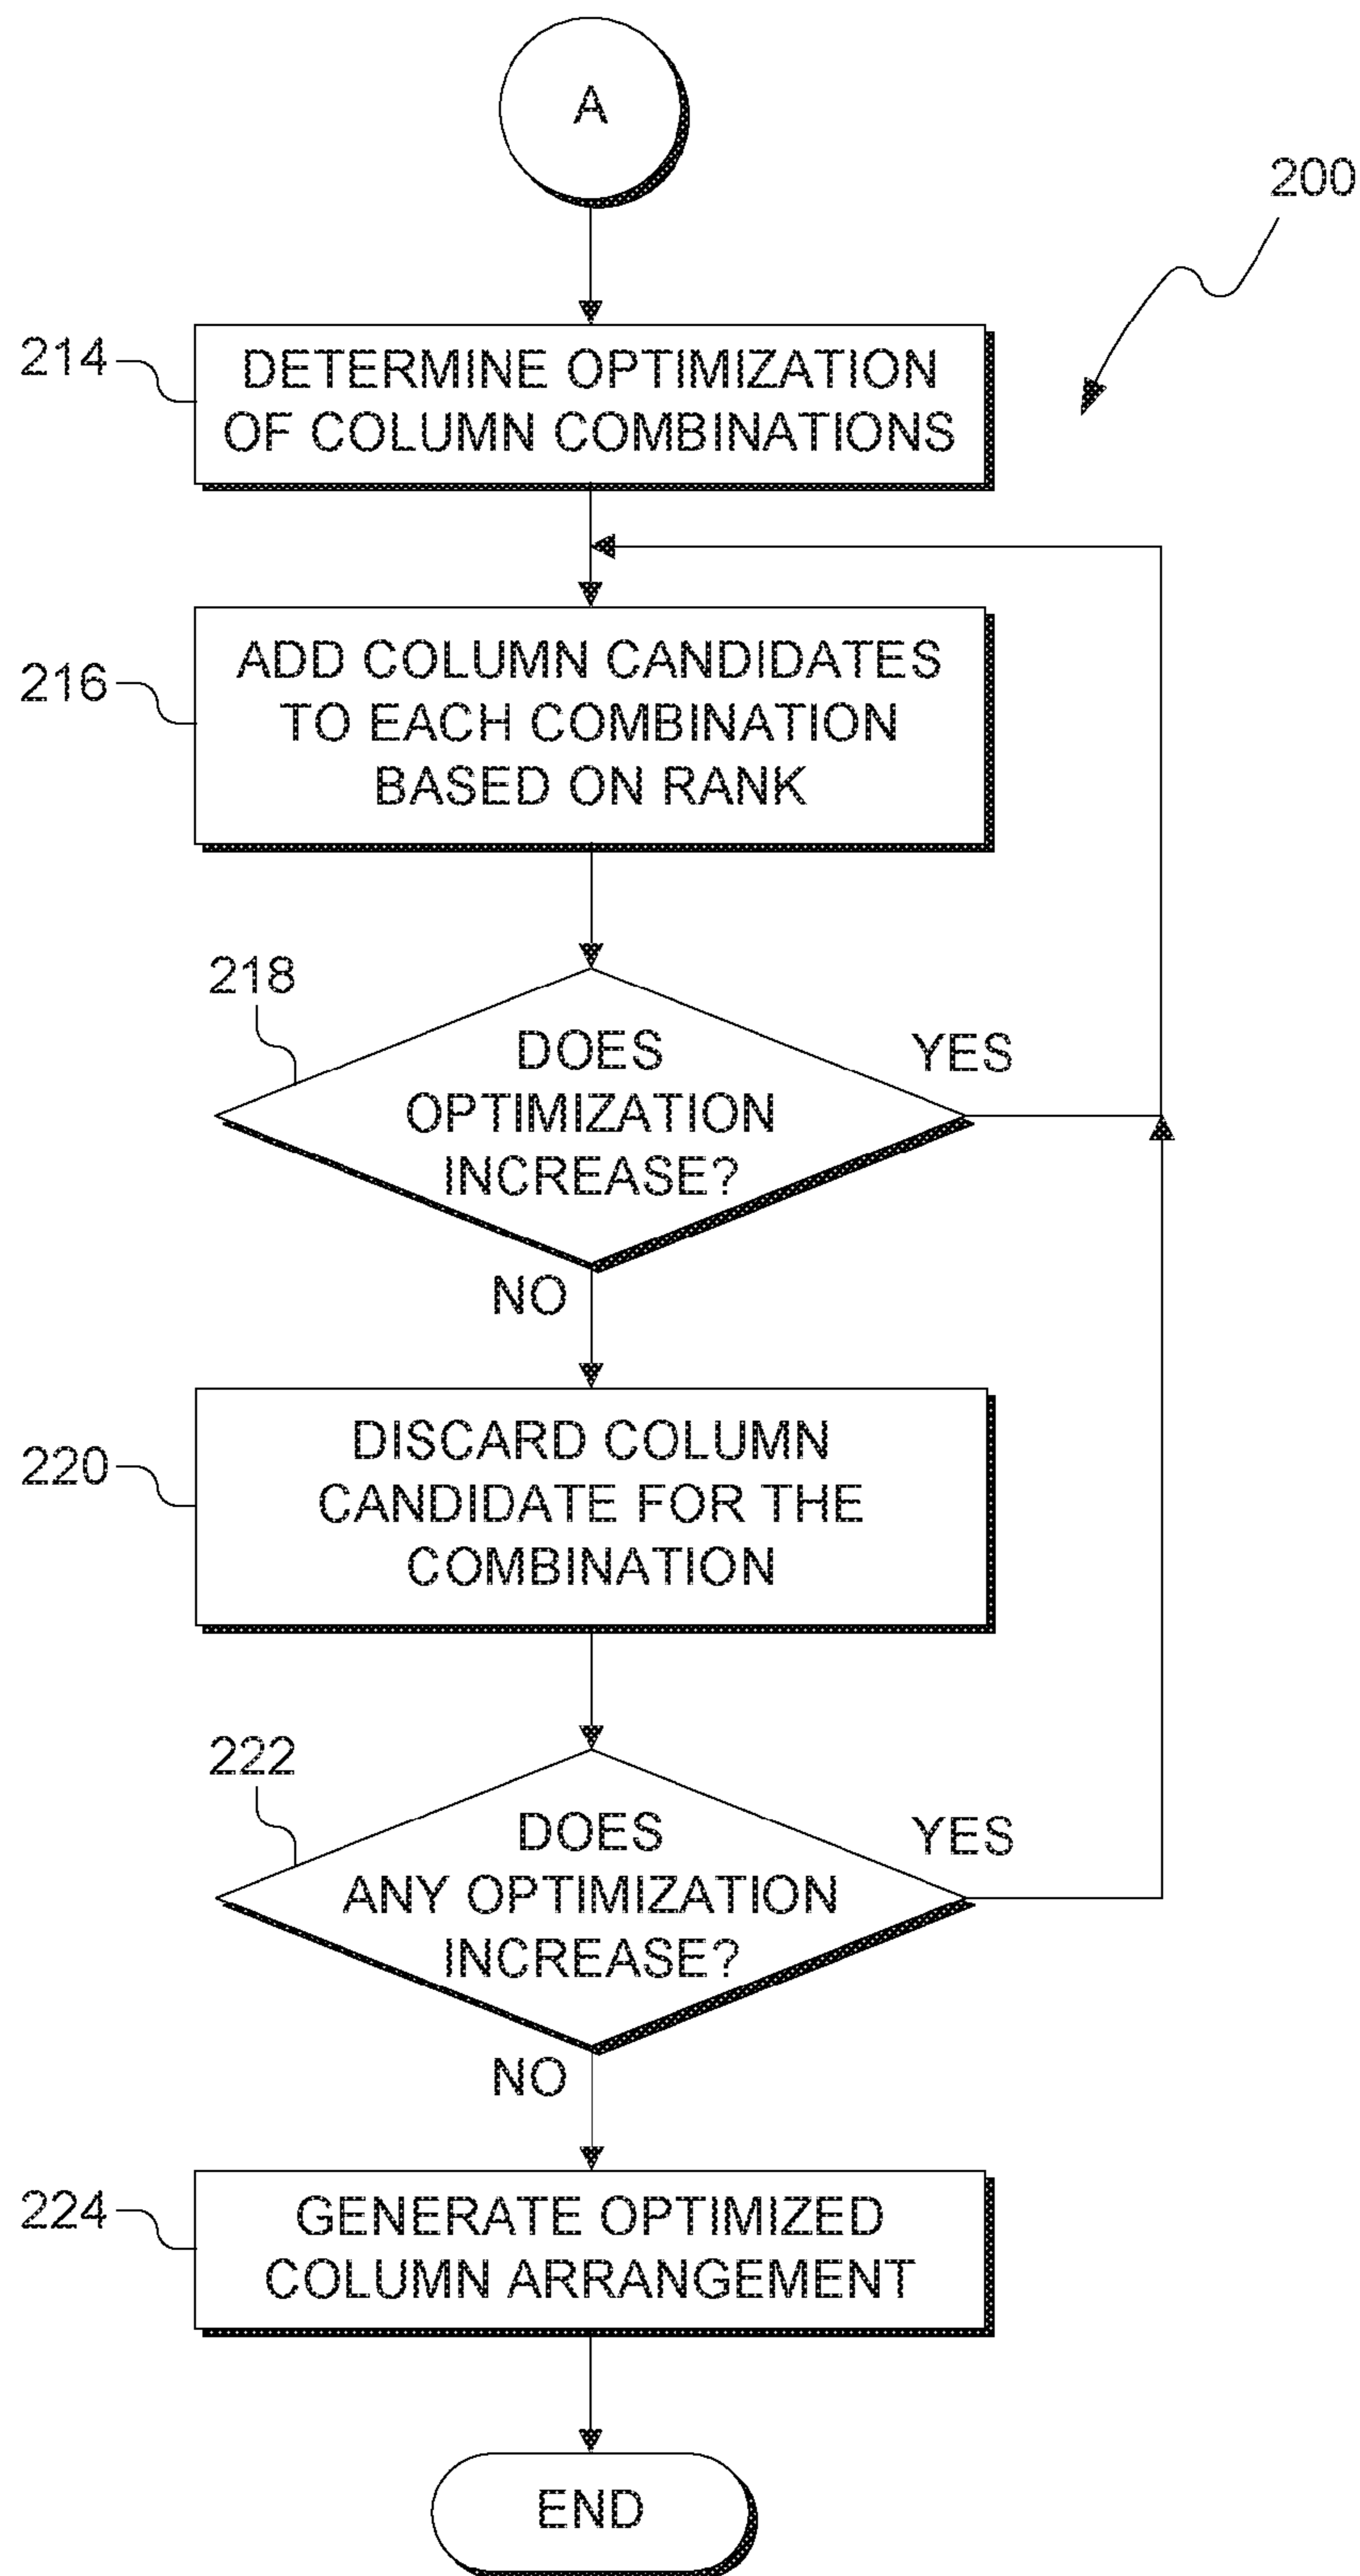 A
200
214
DETERMINE OPTIMIZATION
OF COLUMN COMBINATIONS
216
ADD COLUMN CANDIDATES
TO EACH COMBINATION
BASED ON RANK
218
DOES
OPTIMIZATION
INCREASE?
YES
NO
220
DISCARD COLUMN
CANDIDATE FOR THE
COMBINATION
222
DOES
ANY OPTIMIZATION
INCREASE?
YES
NO
224
GENERATE OPTIMIZED
COLUMN ARRANGEMENT
END